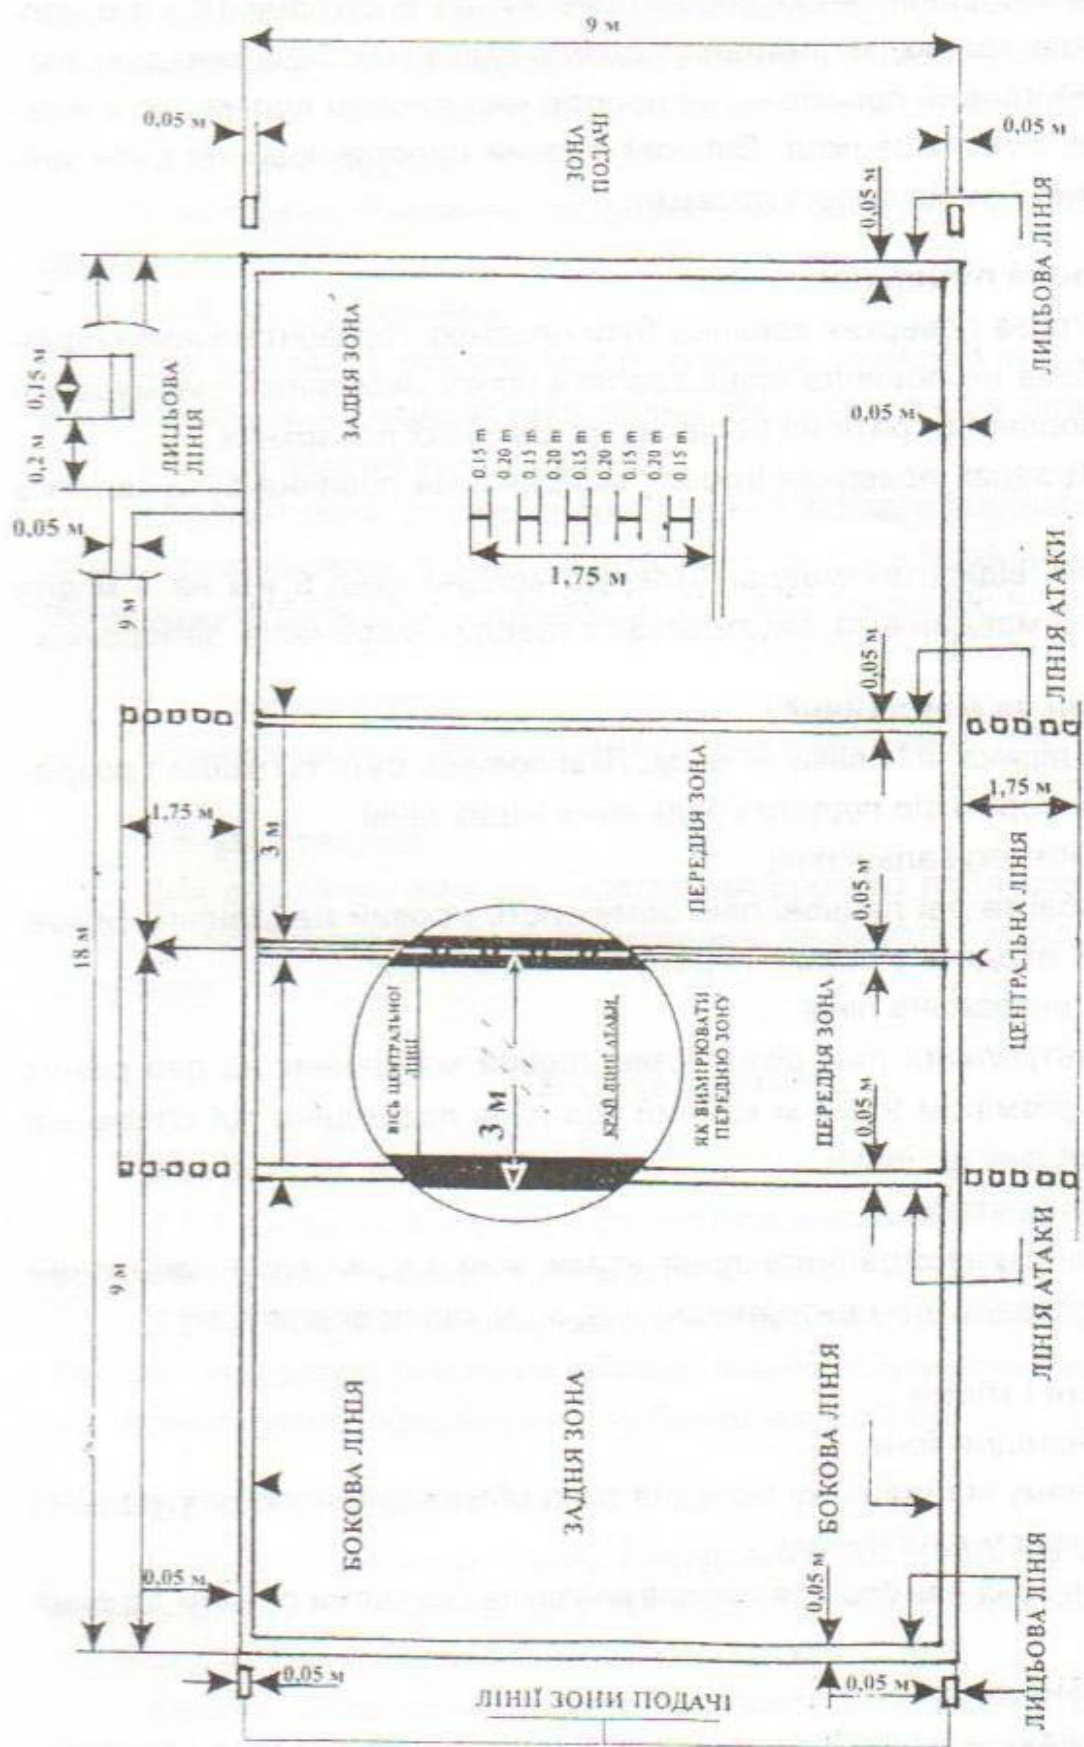 9 м
0,05 м
0,05 м
ЗОНА
ПОДАЧІ
0,05 м
ЛИЦЬОВА ЛІНІЯ
0,15 м
0,2 м
0,05 м
ЛИЦЬОВА
ЛІНІЯ
ЗАДНЯ ЗОНА
0.15 m
0.20 m
0.15 m
0.20 m
0.15 m
0.20 m
0.15 m
0.20 m
0.15 m
1,75 м
0,05 м
9 м
0,05 м
ЛІНІЯ АТАКИ
1,75 м
3 м
ПЕРЕДНЯ ЗОНА
1,75 м
18 м
0,05 м
ЦЕНТРАЛЬНА ЛІНІЯ
ВІСЬ ЦЕНТРАЛЬНОЇ
ЛІНІЇ
3 м
КРАЙ ЛІНІЇ АТАКИ
ЯК ВИМІРЮВАТИ
ПЕРЕДНЮ ЗОНУ
ПЕРЕДНЯ ЗОНА
0,05 м
9 м
ЛІНІЯ АТАКИ
БОКОВА ЛІНІЯ
ЗАДНЯ ЗОНА
БОКОВА ЛІНІЯ
0,05 м
0,05 м
ЛИЦЬОВА ЛІНІЯ
0,05 м
ЛІНІЇ ЗОНИ ПОДАЧІ
0,05 м